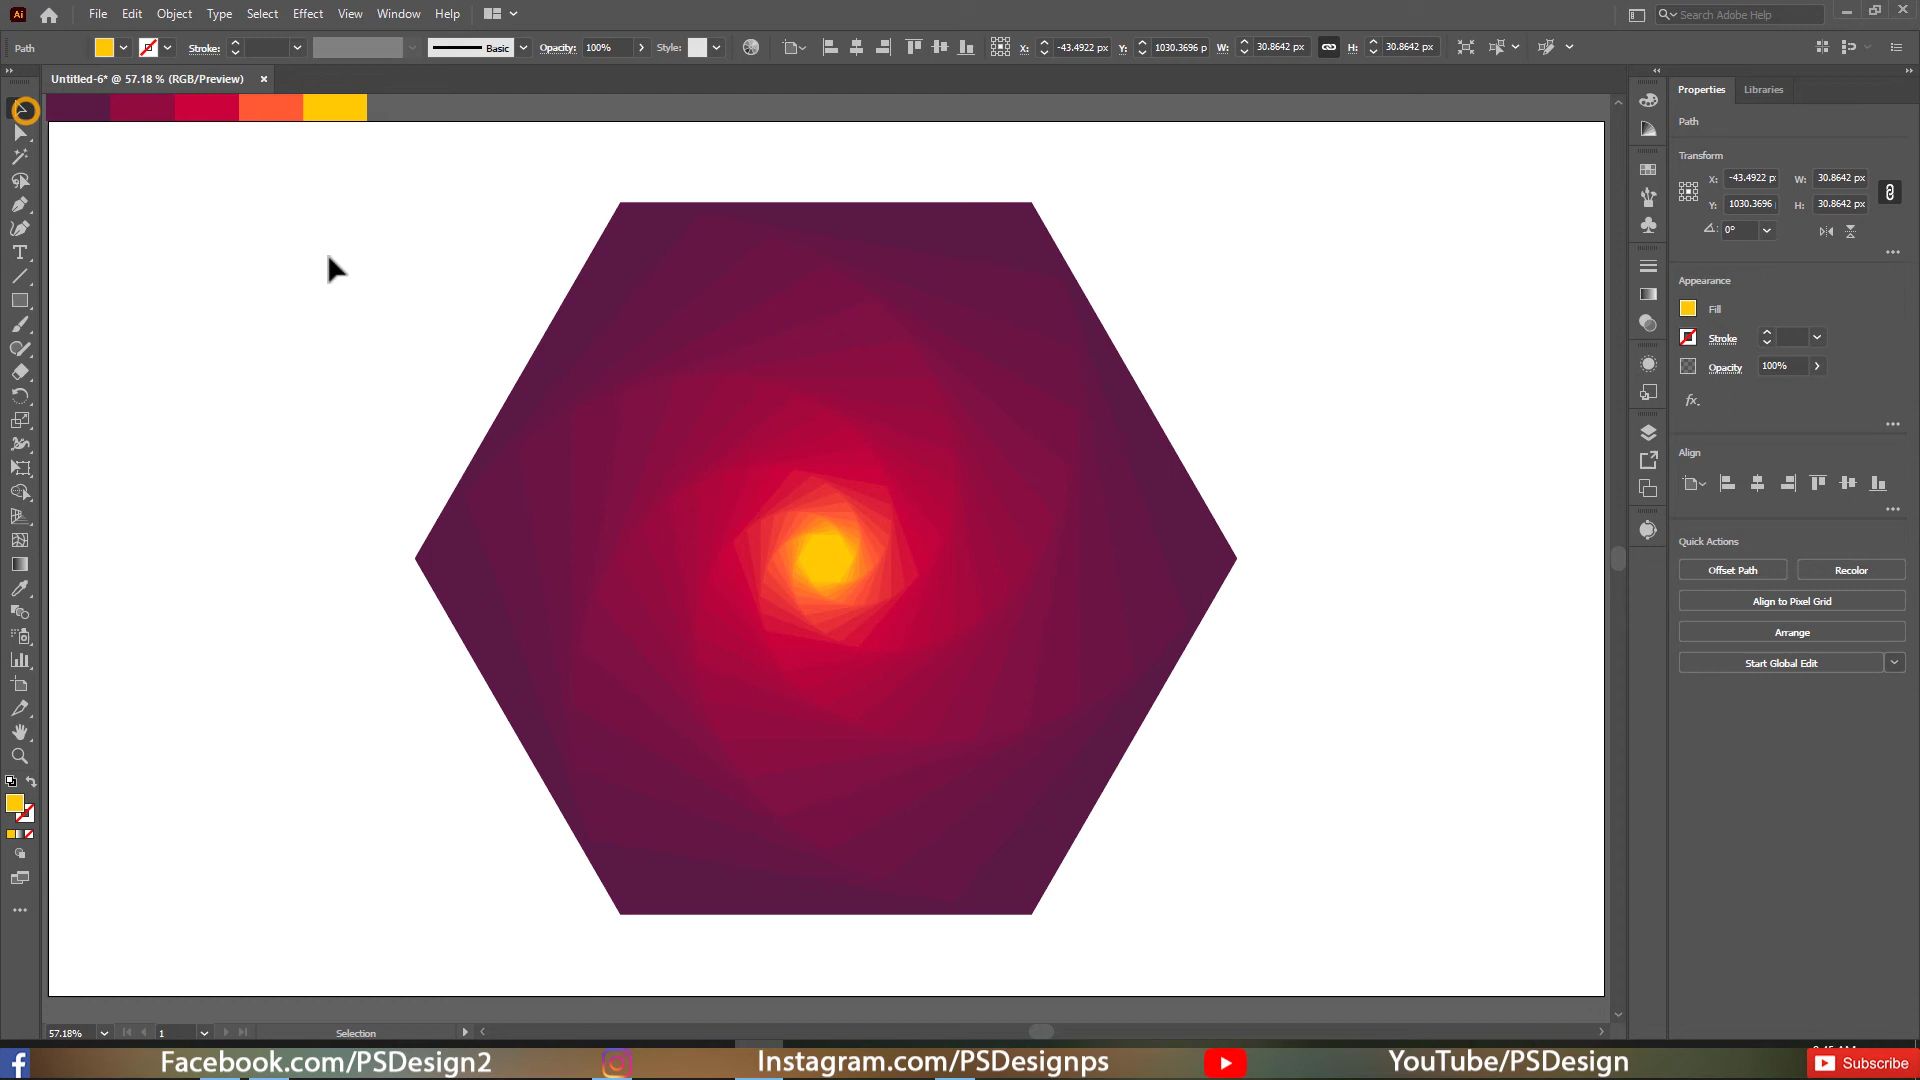 Ai File Edit Object Type Select Effect View Window Help Search Adobe Help
Path Stroke: Basic Opacity: 100% Style: X: -43.4922 px Y: 1030.3696 p W: 30.8642 px H: 30.8642 px
Untitled-6* @ 57.18 % (RGB/Preview) ×
Properties Libraries
Path
Transform
X: -43.4922 px W: 30.8642 px
Y: 1030.3696 H: 30.8642 px
0°
Appearance
Fill
Stroke
Opacity 100%
fx.
Align
Quick Actions
Offset Path Recolor
Align to Pixel Grid
Arrange
Start Global Edit
57.18% 1 Selection
Facebook.com/PSDesign2 Instagram.com/PSDesignps YouTube/PSDesign Subscribe